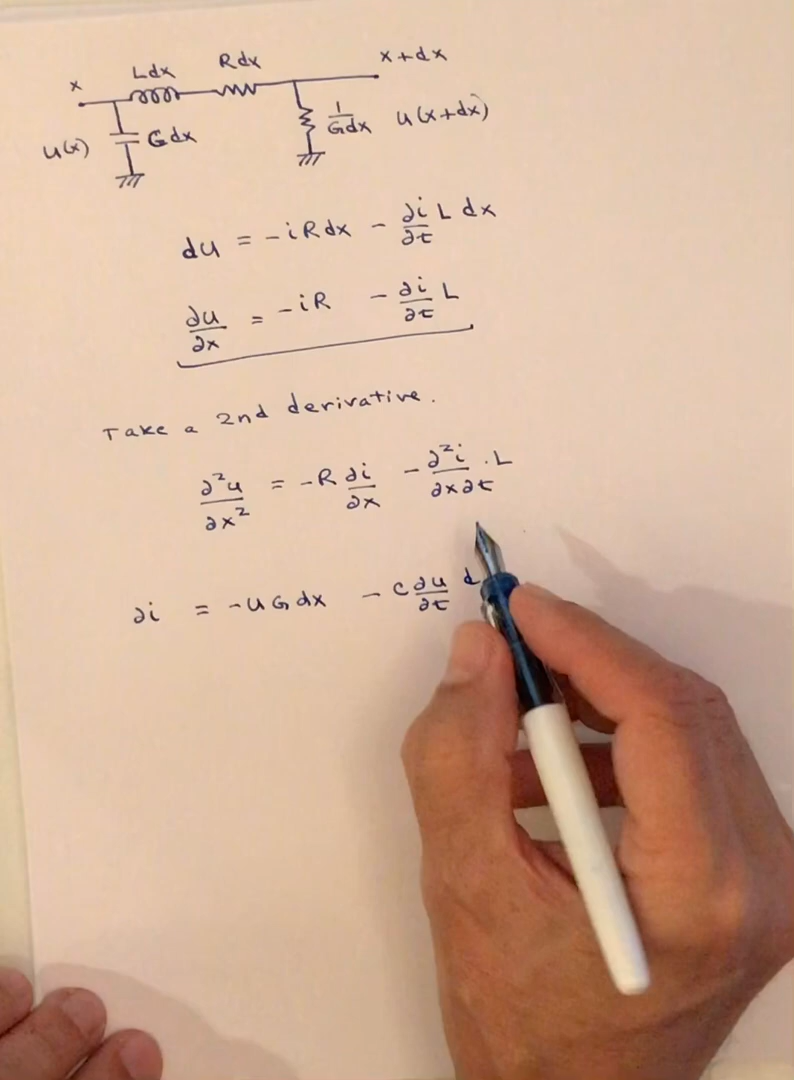 x Ldx Rdx x+dx
u(x) Gdx 1/Gdx u(x+dx)
du = -iRdx - ∂i/∂t L dx
∂u/∂x = -iR - ∂i/∂t L
Take a 2nd derivative.
∂²u/∂x² = -R ∂i/∂x - ∂²i/∂x∂t . L
∂i = -uGdx - C ∂u/∂t d